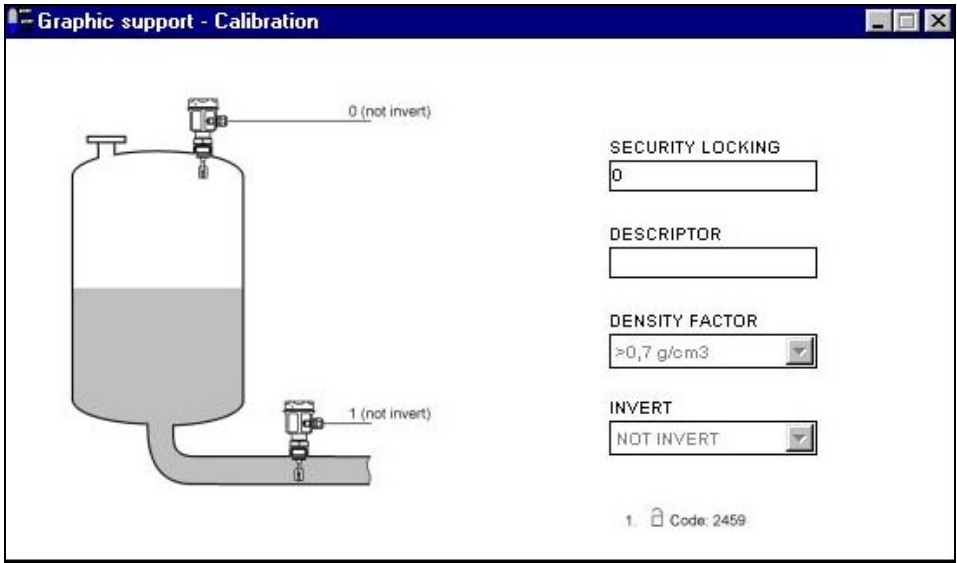 Graphic support - Calibration
0 (not invert)
SECURITY LOCKING
0
DESCRIPTOR
DENSITY FACTOR
>0,7 g/cm3
1 (not invert)
INVERT
NOT INVERT
1. Code: 2459